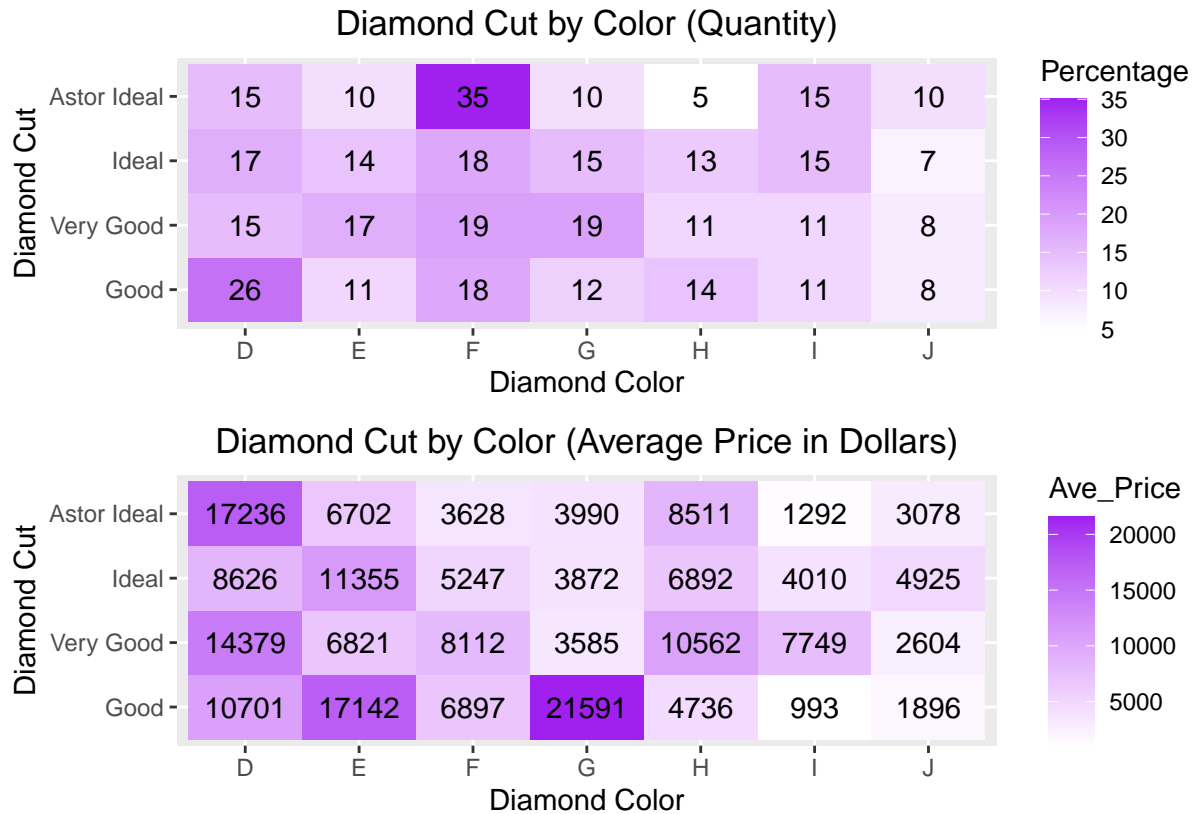 Diamond Cut by Color (Quantity)
Diamond Cut
Astor Ideal 15 10 35 10 5 15 10
Ideal 17 14 18 15 13 15 7
Very Good 15 17 19 19 11 11 8
Good 26 11 18 12 14 11 8
D E F G H I J
Diamond Color
Percentage
35
30
25
20
15
10
5
Diamond Cut by Color (Average Price in Dollars)
Diamond Cut
Astor Ideal 17236 6702 3628 3990 8511 1292 3078
Ideal 8626 11355 5247 3872 6892 4010 4925
Very Good 14379 6821 8112 3585 10562 7749 2604
Good 10701 17142 6897 21591 4736 993 1896
D E F G H I J
Diamond Color
Ave_Price
20000
15000
10000
5000